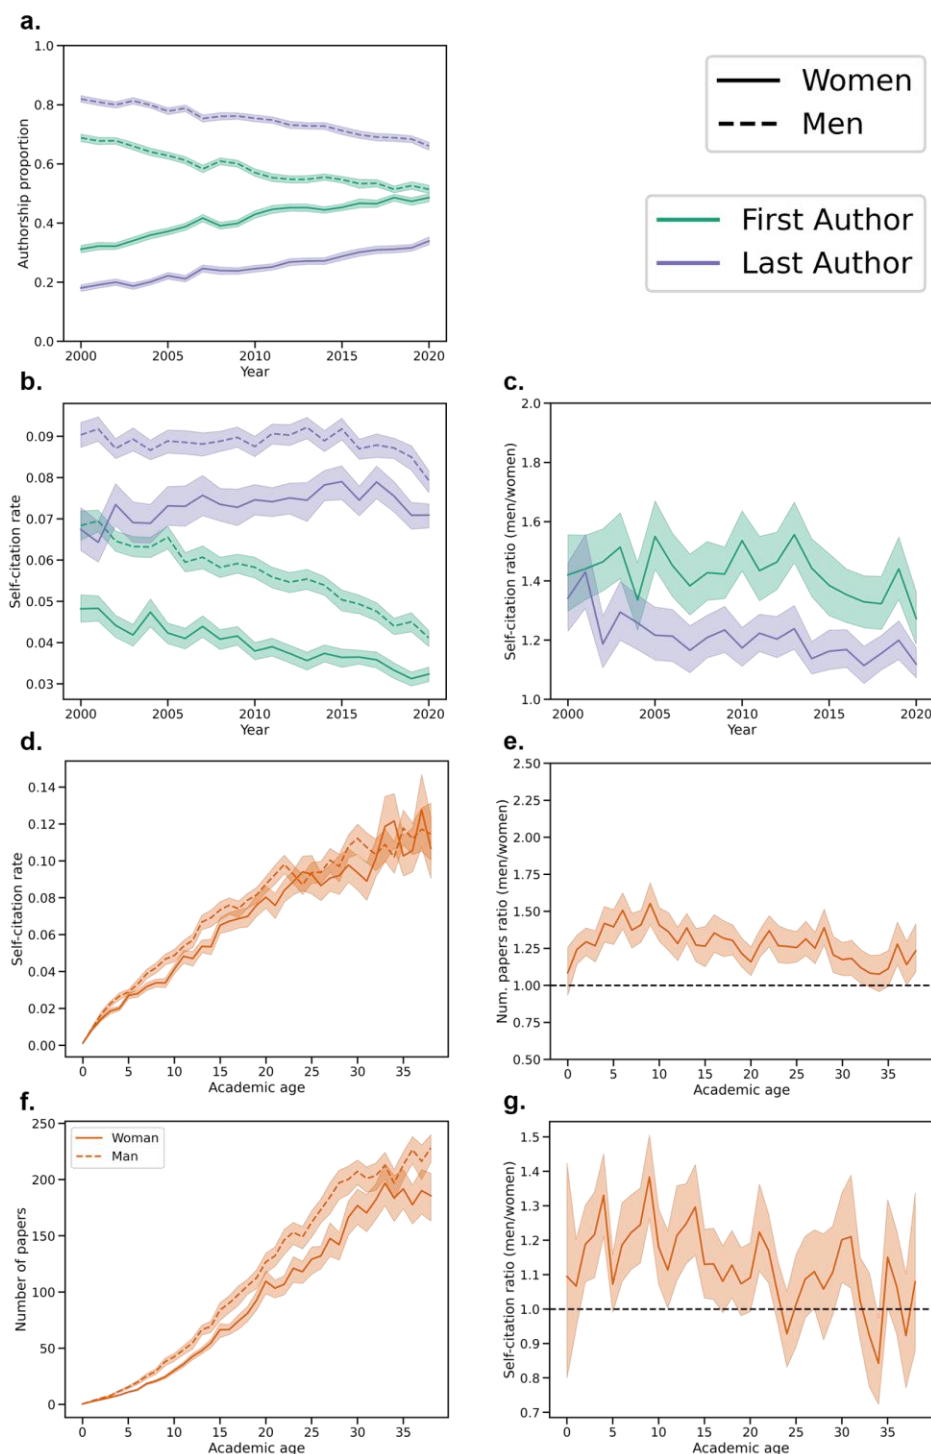 a.
1.0
0.8
0.6
0.4
0.2
0.0
Authorship proportion
2000 2005 2010 2015 2020
Year
Women
Men
First Author
Last Author
b.
0.09
0.08
0.07
0.06
0.05
0.04
0.03
Self-citation rate
2000 2005 2010 2015 2020
Year
c.
2.0
1.8
1.6
1.4
1.2
1.0
Self-citation ratio (men/women)
2000 2005 2010 2015 2020
Year
d.
0.14
0.12
0.10
0.08
0.06
0.04
0.02
0.00
Self-citation rate
0 5 10 15 20 25 30 35
Academic age
e.
2.50
2.25
2.00
1.75
1.50
1.25
1.00
0.75
0.50
Num. papers ratio (men/women)
0 5 10 15 20 25 30 35
Academic age
f.
250
200
150
100
50
0
Number of papers
Woman
Man
0 5 10 15 20 25 30 35
Academic age
g.
1.5
1.4
1.3
1.2
1.1
1.0
0.9
0.8
0.7
Self-citation ratio (men/women)
0 5 10 15 20 25 30 35
Academic age